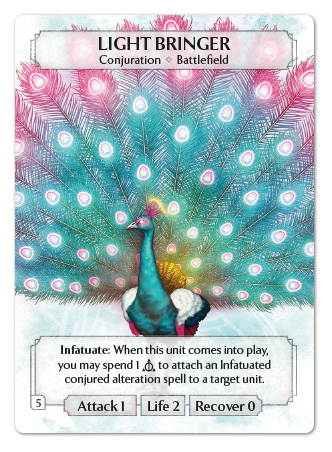 LIGHT BRINGER
Conjuration ◇ Battlefield
Infatuate: When this unit comes into play,
you may spend 1 to attach an Infatuated
conjured alteration spell to a target unit.
5
Attack 1 Life 2 Recover 0